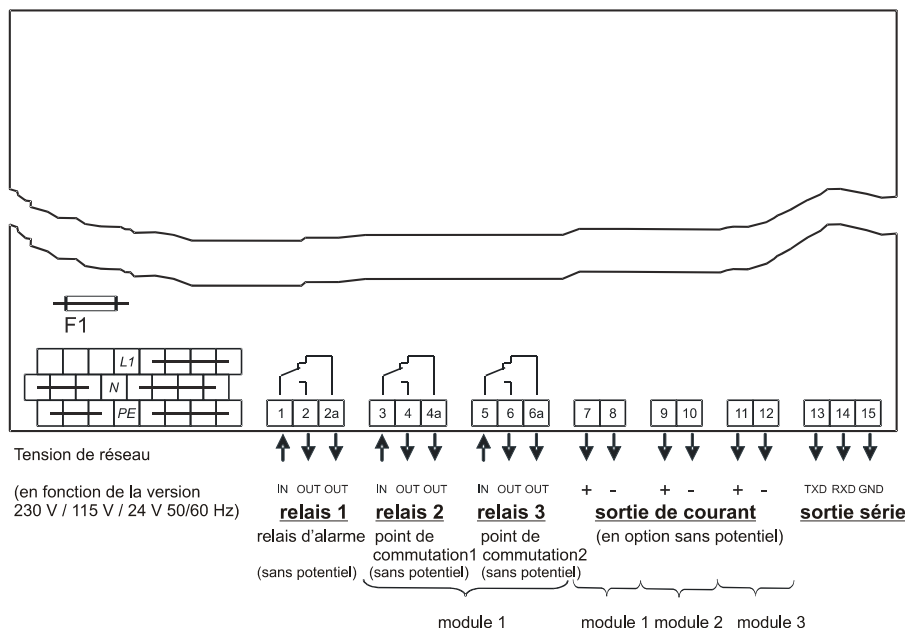 F1
L1
N
PE
1 2 2a 3 4 4a 5 6 6a 7 8 9 10 11 12 13 14 15
Tension de réseau
(en fonction de la version
230 V / 115 V / 24 V 50/60 Hz)
IN OUT OUT IN OUT OUT IN OUT OUT + - + - + - TXD RXD GND
relais 1 relais 2 relais 3 sortie de courant sortie série
relais d'alarme point de point de (en option sans potentiel)
commutation1 commutation2
(sans potentiel) (sans potentiel) (sans potentiel)
module 1 module 1 module 2 module 3